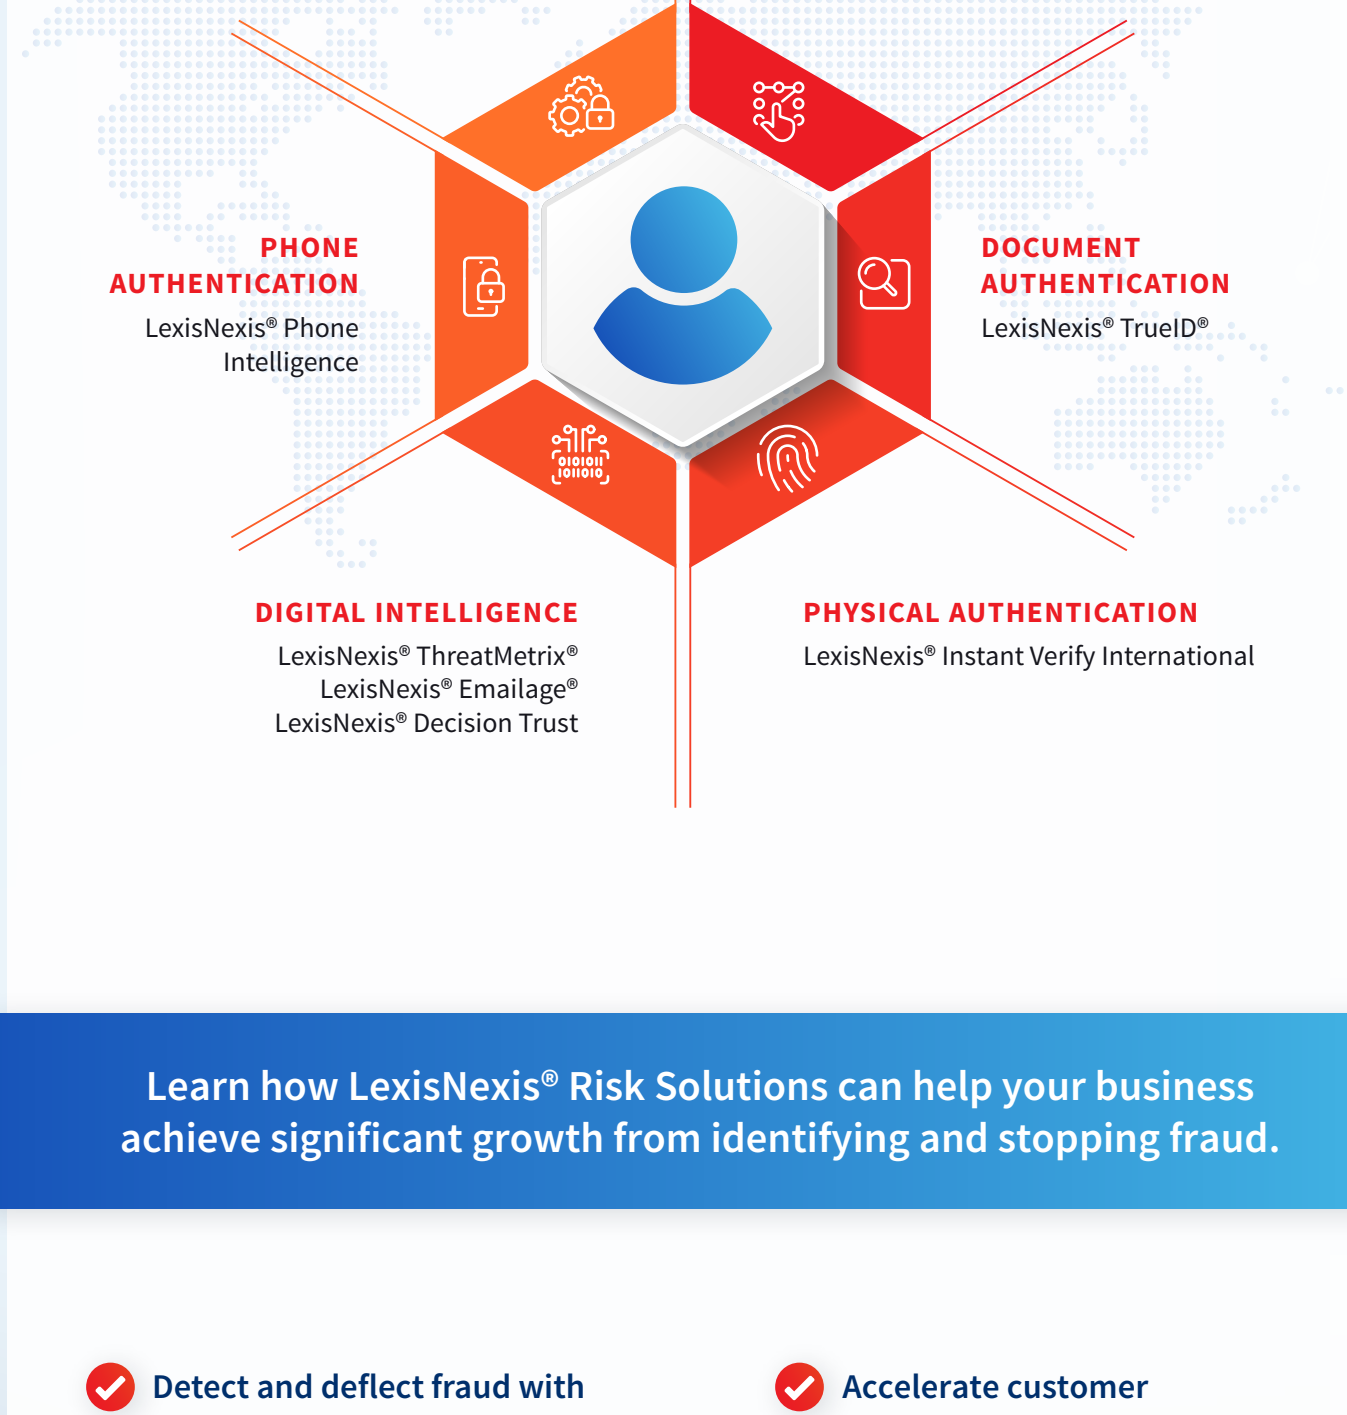 PHONE
AUTHENTICATION
LexisNexis® Phone
Intelligence
DOCUMENT
AUTHENTICATION
LexisNexis® TrueID®
0101011
1011010
DIGITAL INTELLIGENCE
LexisNexis® ThreatMetrix®
LexisNexis® Emailage®
LexisNexis® Decision Trust
PHYSICAL AUTHENTICATION
LexisNexis® Instant Verify International
Learn how LexisNexis® Risk Solutions can help your business
achieve significant growth from identifying and stopping fraud.
Detect and deflect fraud with
Accelerate customer